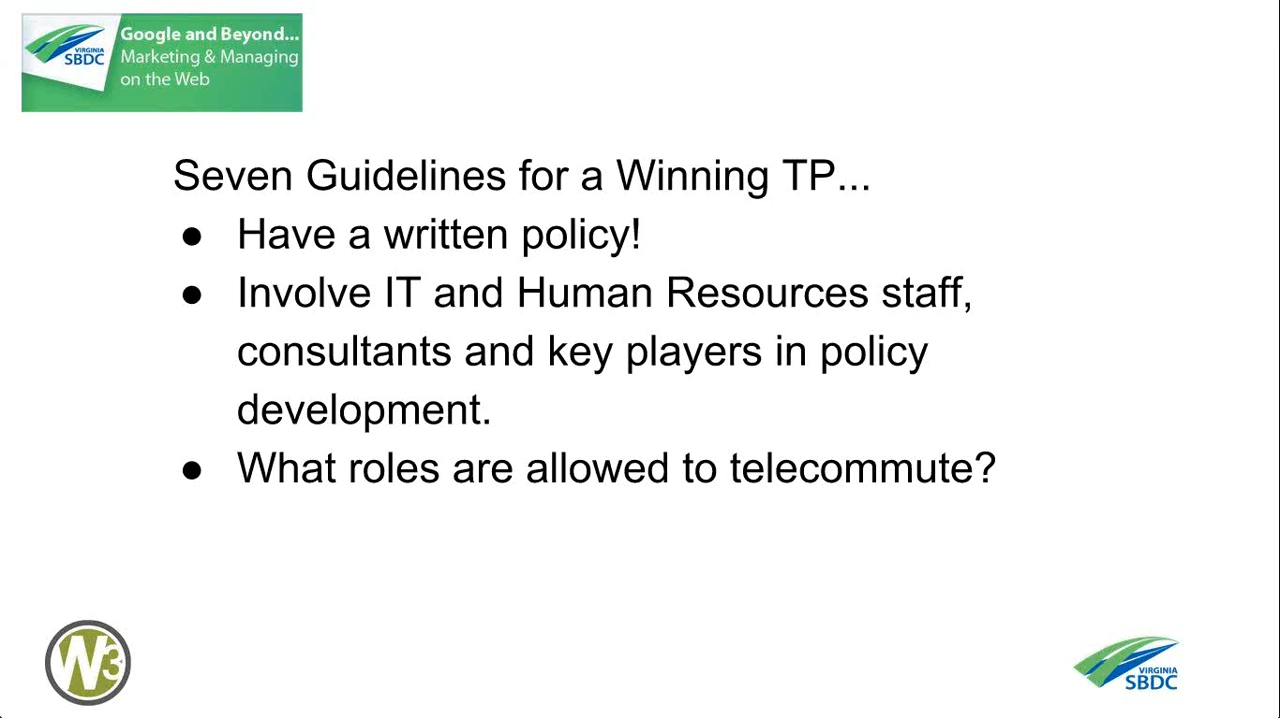 Google and Beyond...
VIRGINIA
SBDC
Marketing & Managing
on the Web
Seven Guidelines for a Winning TP...
● Have a written policy!
● Involve IT and Human Resources staff,
consultants and key players in policy
development.
● What roles are allowed to telecommute?
W3
VIRGINIA
SBDC